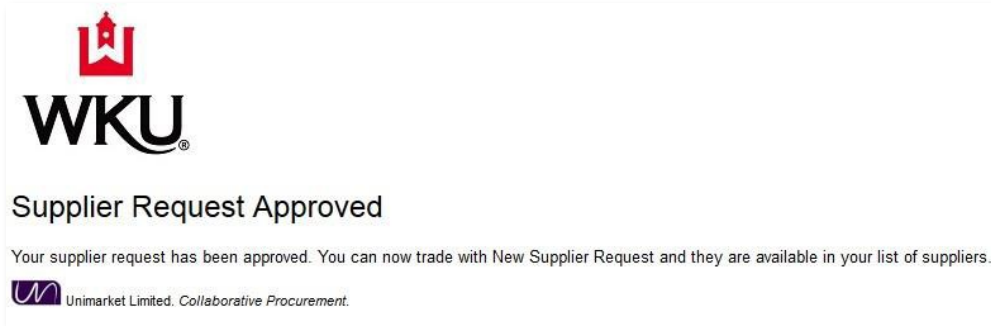 WKU®
Supplier Request Approved
Your supplier request has been approved. You can now trade with New Supplier Request and they are available in your list of suppliers.
Unimarket Limited. Collaborative Procurement.